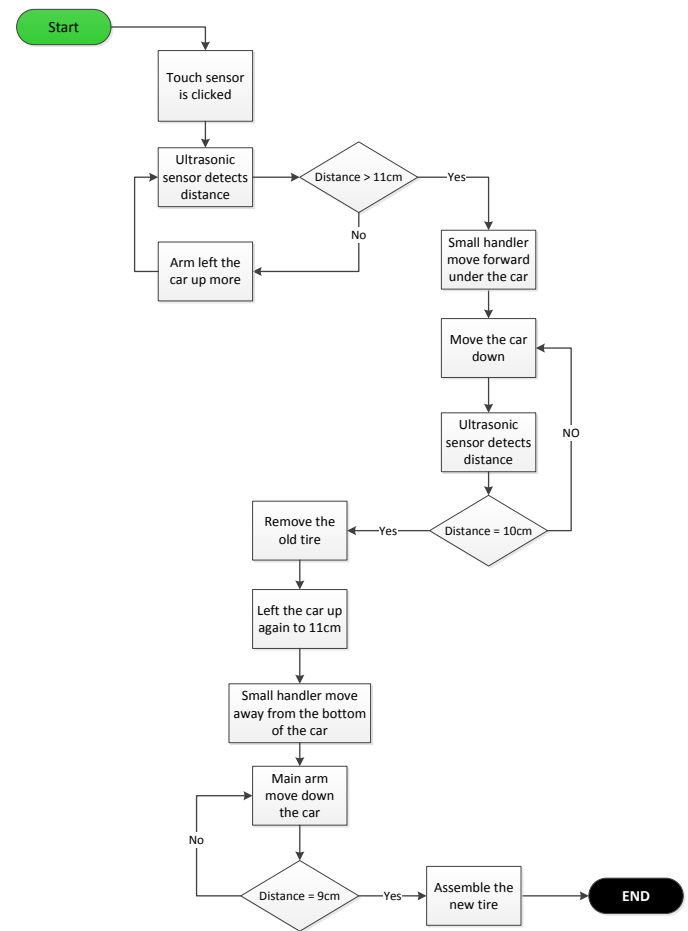 Start
Touch sensor
is clicked
Ultrasonic
sensor detects
distance
Distance > 11cm
Yes
No
Arm left the
car up more
Small handler
move forward
under the car
Move the car
down
Ultrasonic
sensor detects
distance
NO
Distance = 10cm
Yes
Remove the
old tire
Left the car up
again to 11cm
Small handler move
away from the bottom
of the car
Main arm
move down
the car
No
Distance = 9cm
Yes
Assemble the
new tire
END